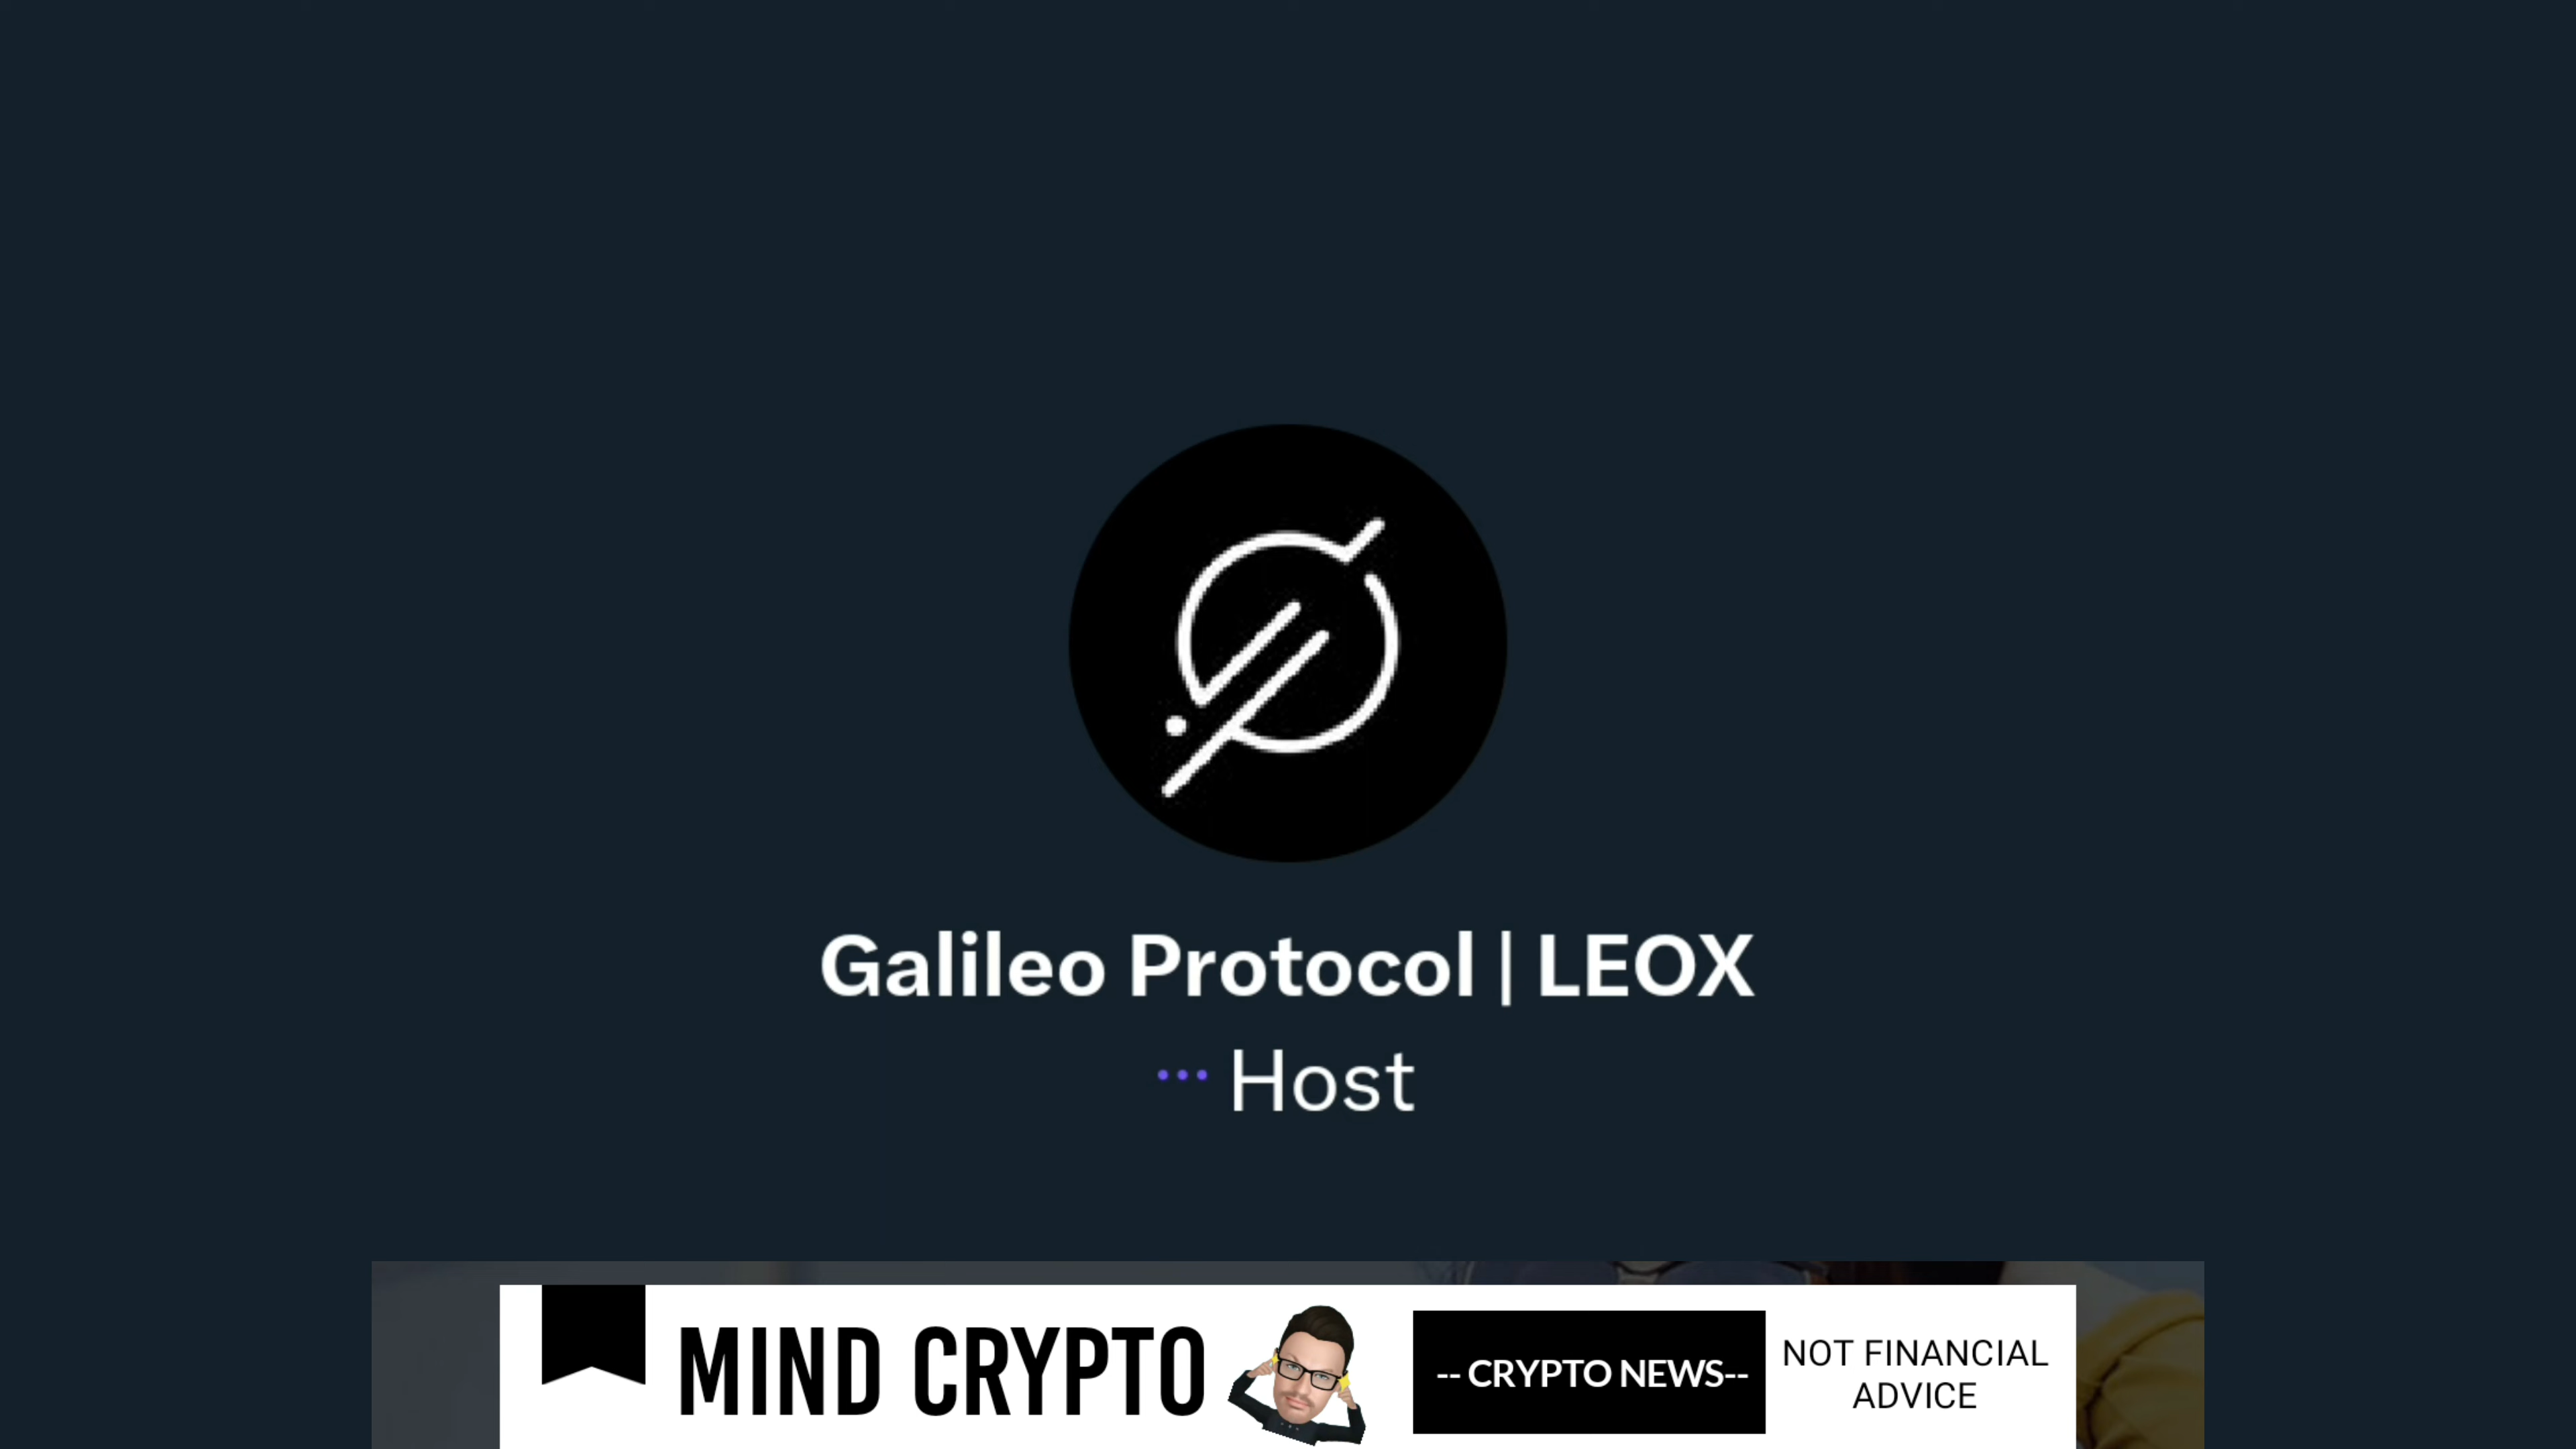 Galileo Protocol | LEOX
Host
MIND CRYPTO
-- CRYPTO NEWS--
NOT FINANCIAL
ADVICE